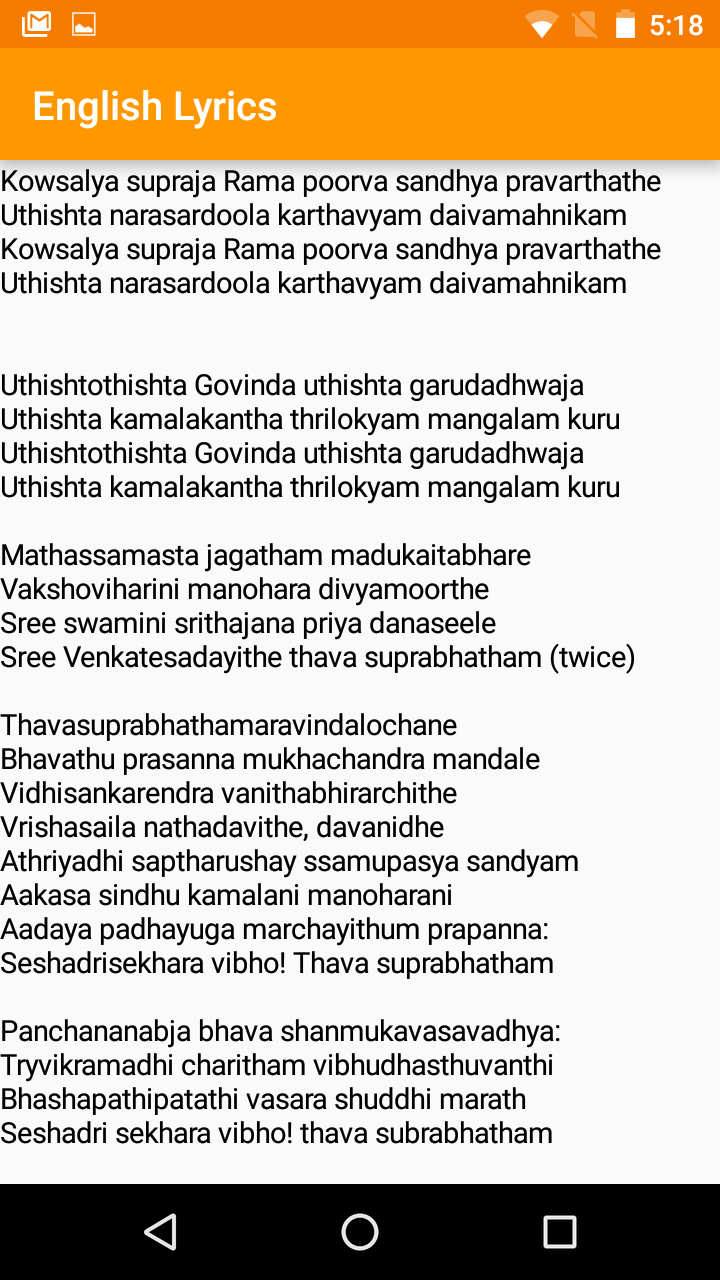 5:18
English Lyrics
Kowsalya supraja Rama poorva sandhya pravarthathe
Uthishta narasardoola karthavyam daivamahnikam
Kowsalya supraja Rama poorva sandhya pravarthathe
Uthishta narasardoola karthavyam daivamahnikam
Uthishtothishta Govinda uthishta garudadhwaja
Uthishta kamalakantha thrilokyam mangalam kuru
Uthishtothishta Govinda uthishta garudadhwaja
Uthishta kamalakantha thrilokyam mangalam kuru
Mathassamasta jagatham madukaitabhare
Vakshoviharini manohara divyamoorthe
Sree swamini srithajana priya danaseele
Sree Venkatesadayithe thava suprabhatham (twice)
Thavasuprabhathamaravindalochane
Bhavathu prasanna mukhachandra mandale
Vidhisankarendra vanithabhirarchithe
Vrishasaila nathadavithe, davanidhe
Athriyadhi saptharushay ssamupasya sandyam
Aakasa sindhu kamalani manoharani
Aadaya padhayuga marchayithum prapanna:
Seshadrisekhara vibho! Thava suprabhatham
Panchananabja bhava shanmukavasavadhya:
Tryvikramadhi charitham vibhudhasthuvanthi
Bhashapathipatathi vasara shuddhi marath
Seshadri sekhara vibho! thava subrabhatham